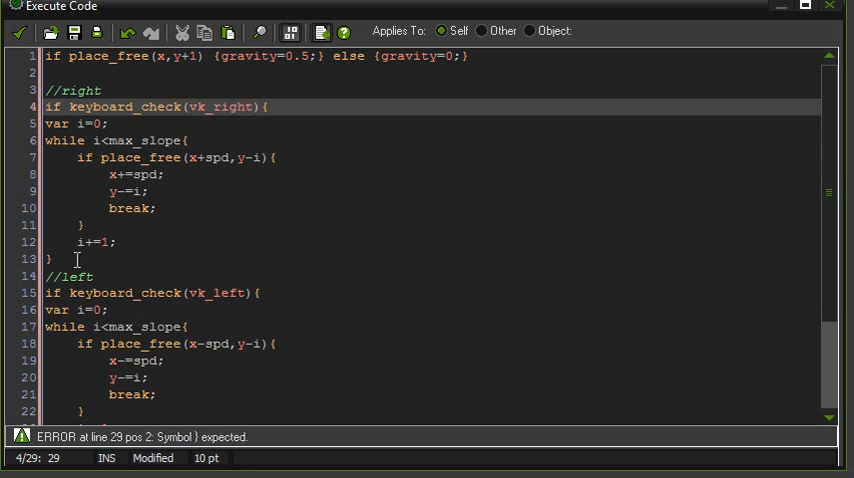 Execute Code
Applies To: Self Other Object:
1 if place_free(x,y+1) {gravity=0.5;} else {gravity=0;}
2
3 //right
4 if keyboard_check(vk_right){
5 var i=0;
6 while i<max_slope{
7 if place_free(x+spd,y-i){
8 x+=spd;
9 y-=i;
10 break;
11 }
12 i+=1;
13 }
14 //left
15 if keyboard_check(vk_left){
16 var i=0;
17 while i<max_slope{
18 if place_free(x-spd,y-i){
19 x-=spd;
20 y-=i;
21 break;
22 }
ERROR at line 29 pos 2: Symbol } expected.
4/29: 29 INS Modified 10 pt